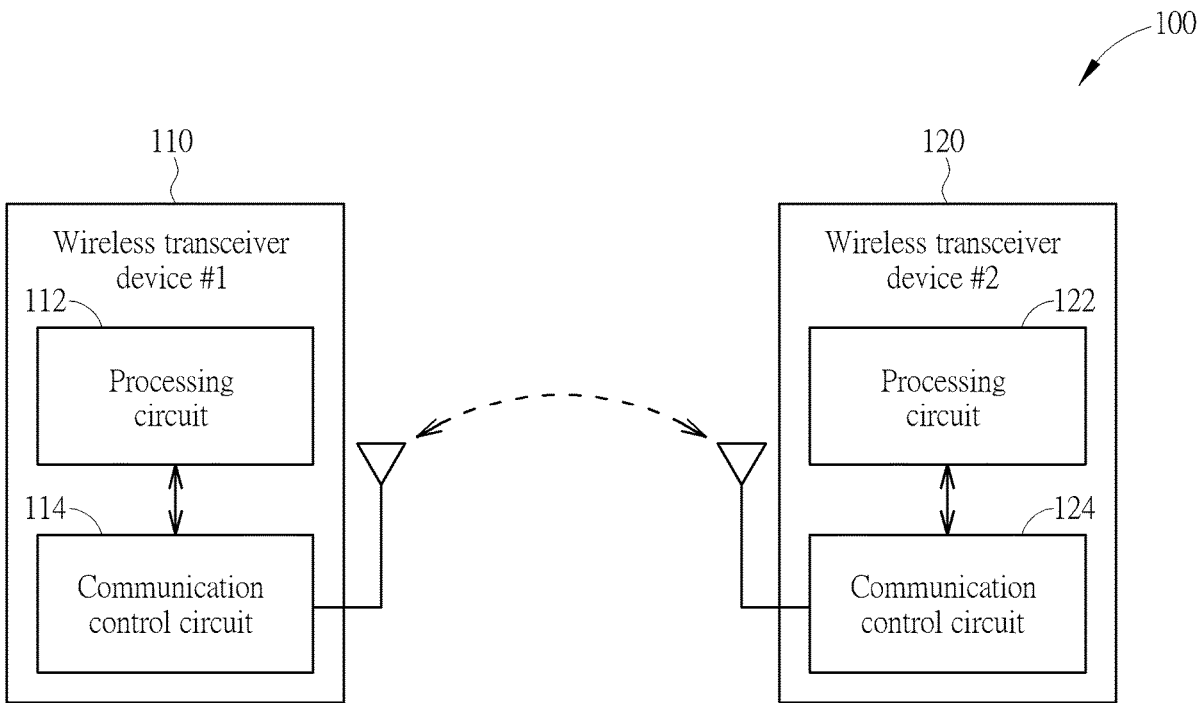 100
110
120
Wireless transceiver
device #1
Wireless transceiver
device #2
112
122
Processing
circuit
Processing
circuit
114
124
Communication
control circuit
Communication
control circuit